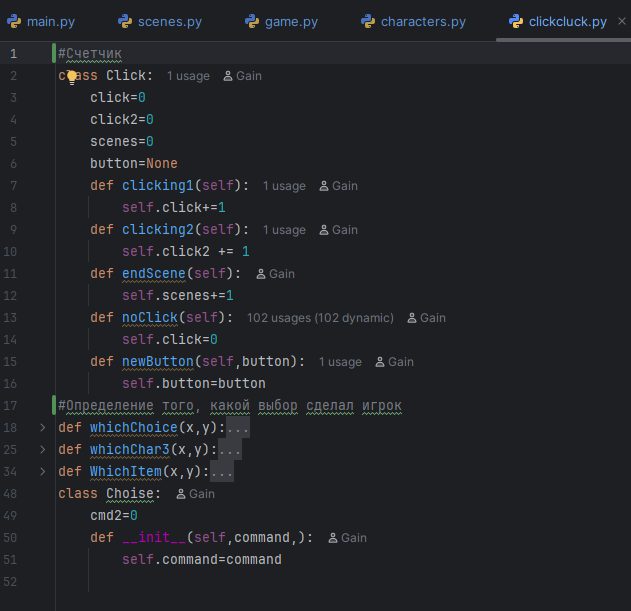 main.py scenes.py game.py characters.py clickcluck.py
1 #Счетчик
2 class Click: 1 usage Gain
3 click=0
4 click2=0
5 scenes=0
6 button=None
7 def clicking1(self): 1 usage Gain
8 self.click+=1
9 def clicking2(self): 1 usage Gain
10 self.click2 += 1
11 def endScene(self): Gain
12 self.scenes+=1
13 def noClick(self): 102 usages (102 dynamic) Gain
14 self.click=0
15 def newButton(self,button): 1 usage Gain
16 self.button=button
17 #Определение того, какой выбор сделал игрок
18 def whichChoice(x,y):...
25 def whichChar3(x,y):...
34 def WhichItem(x,y):...
48 class Choise: Gain
49 cmd2=0
50 def __init__(self,command,): Gain
51 self.command=command
52